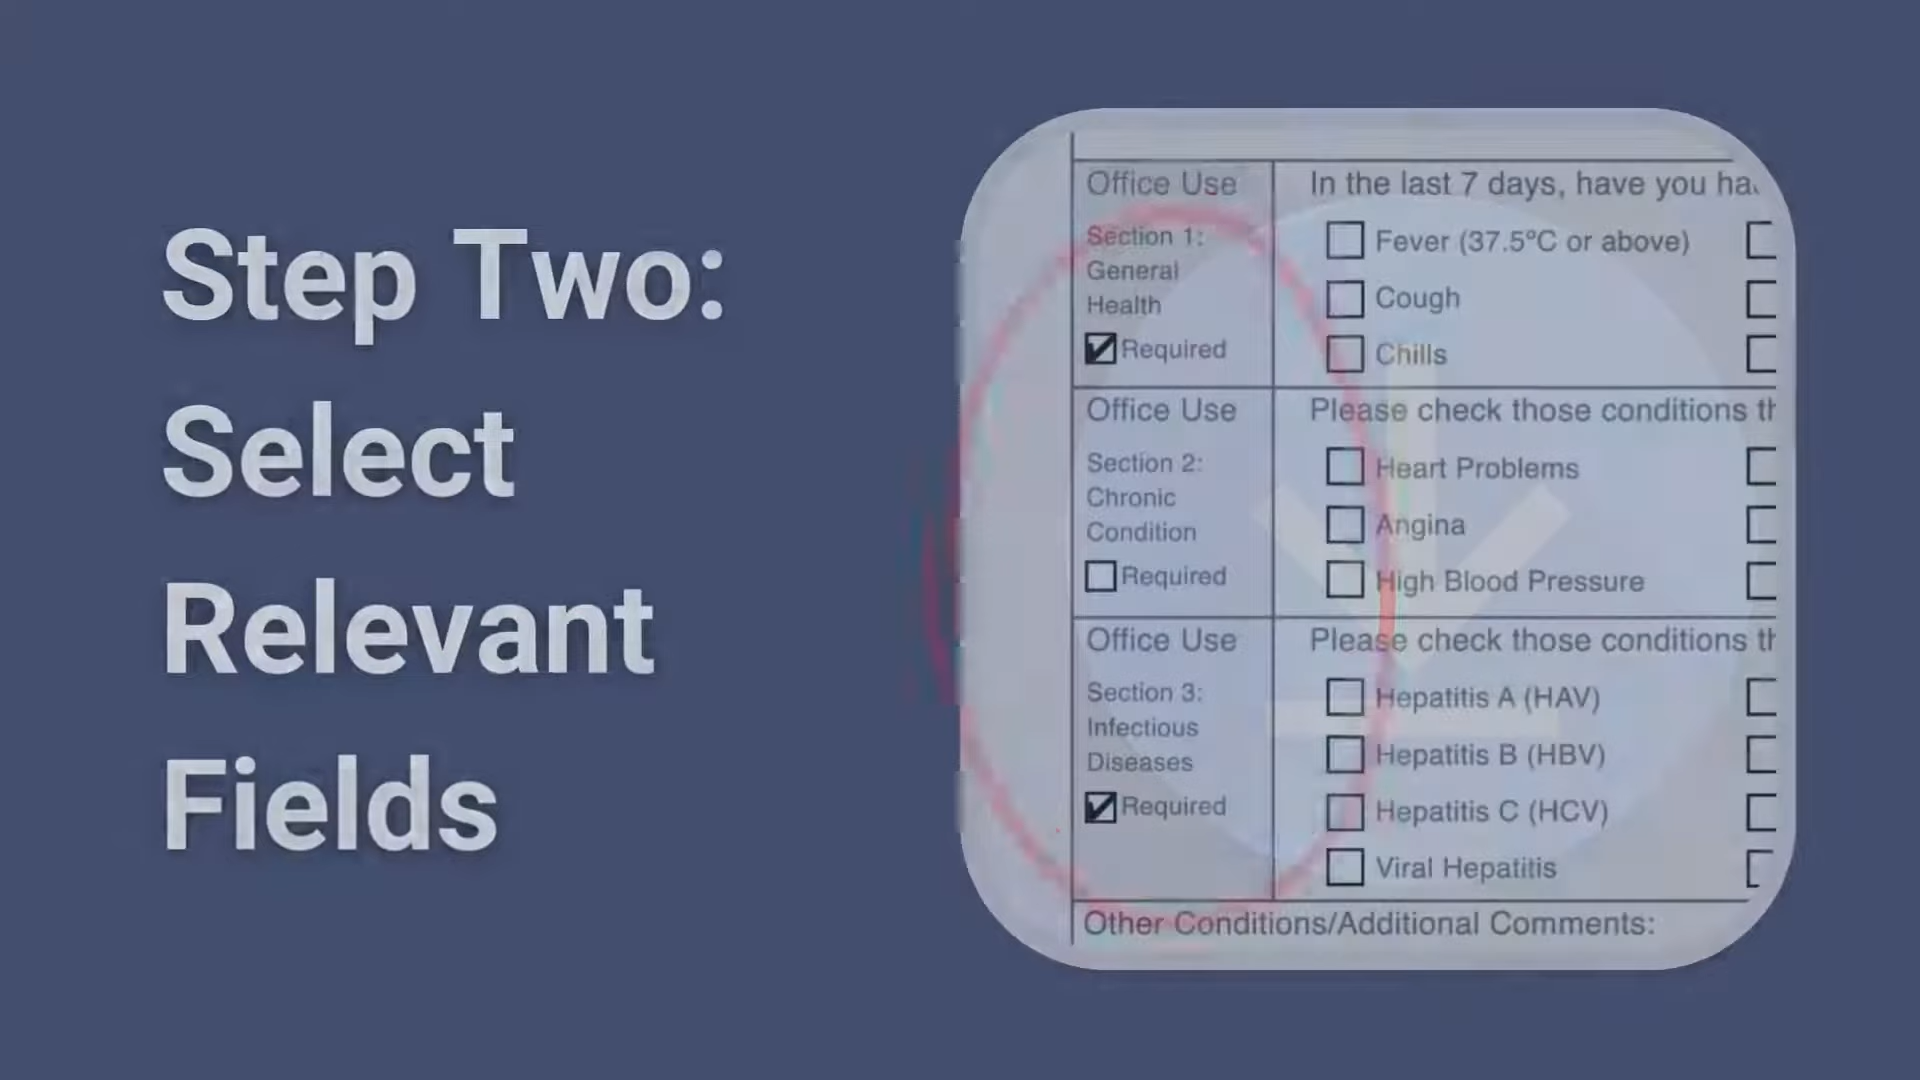 Step Two:
Select
Relevant
Fields
Office Use
Section 1:
General
Health
Required
In the last 7 days, have you
Fever (37.5°C or above)
Cough
Chills
Office Use
Section 2:
Chronic
Condition
Required
Please check those conditions
Heart Problems
Angina
High Blood Pressure
Office Use
Section 3:
Infectious
Diseases
Required
Please check those conditions
Hepatitis A (HAV)
Hepatitis B (HBV)
Hepatitis C (HCV)
Viral Hepatitis
Other Conditions/Additional Comments: